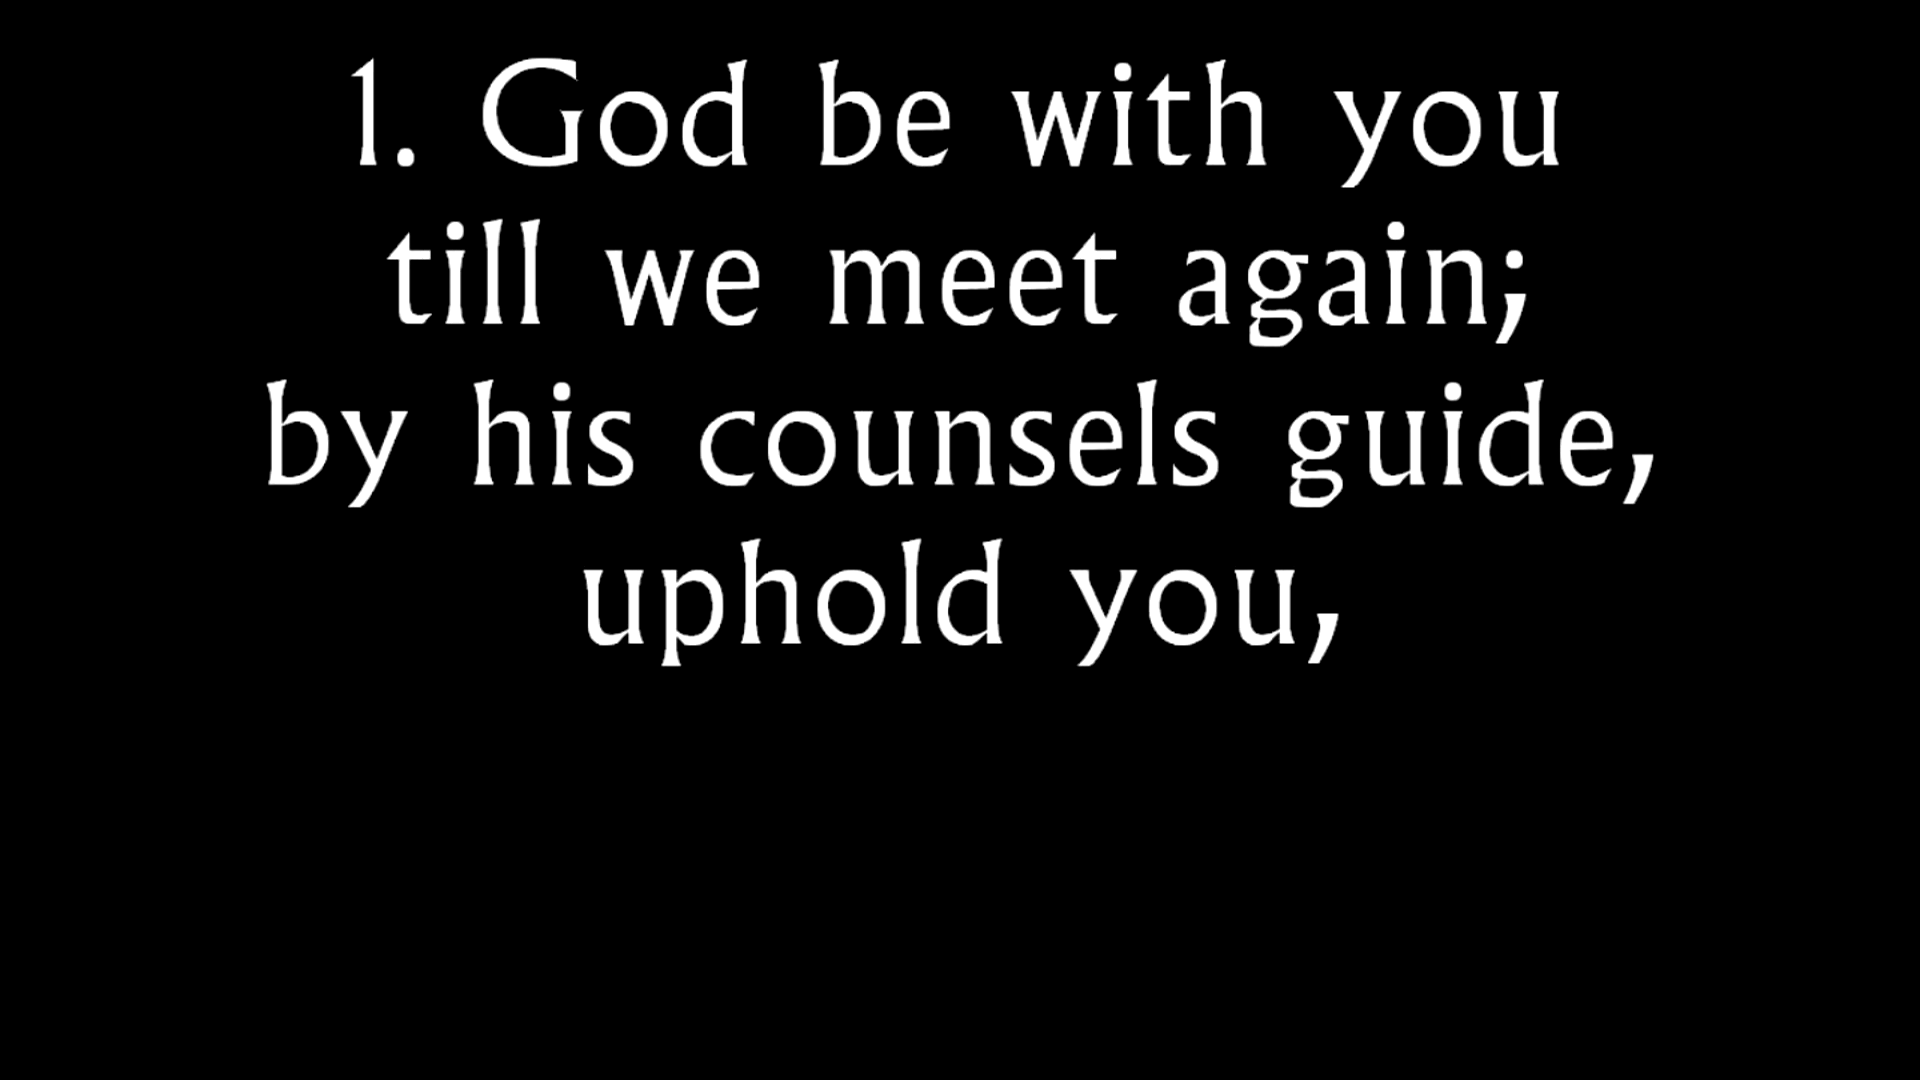 1. God be with you
till we meet again;
by his counsels guide,
uphold you,